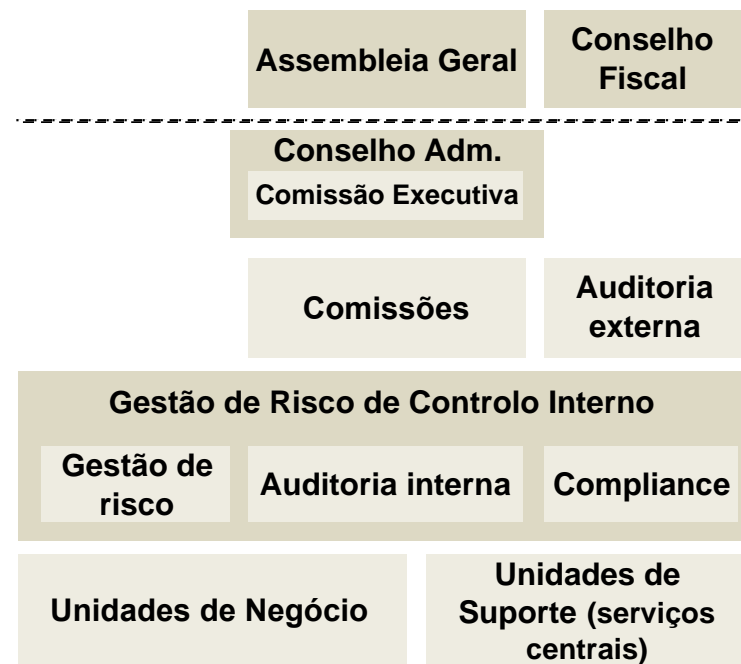 Assembleia Geral
Conselho
Fiscal
Conselho Adm.
Comissão Executiva
Comissões
Auditoria
externa
Gestão de Risco de Controlo Interno
Gestão de
risco
Auditoria interna
Compliance
Unidades de Negócio
Unidades de
Suporte (serviços
centrais)